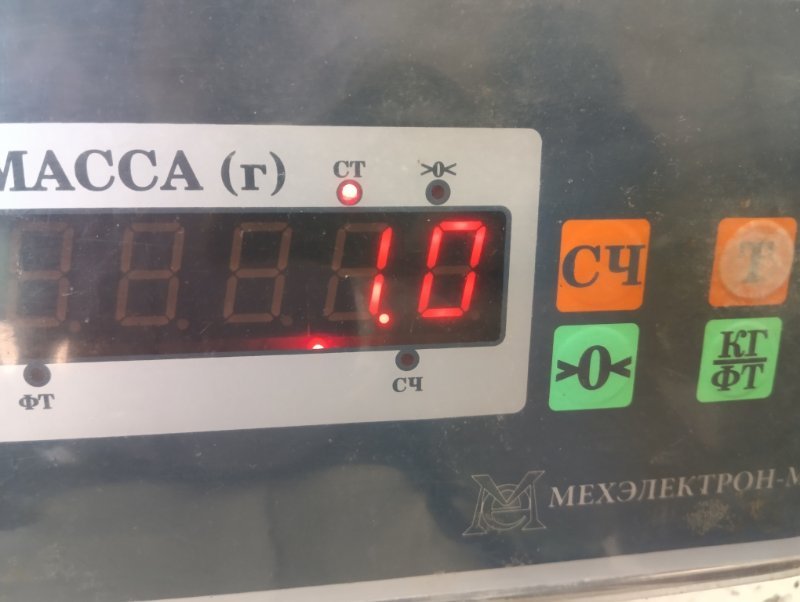 МАССА (г)
СТ
>0<
1.0
ФТ
СЧ
СЧ
Т
>0<
КГ
ФТ
МЕХЭЛЕКТРОН-М